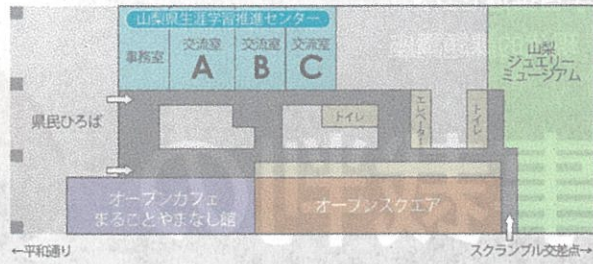 山梨県生涯学習推進センター
事務室
交流室
A
交流室
B
交流室
C
山梨
ジュエリー
ミュージアム
県民ひろば
トイレ
エレベーター
トイレ
オープンカフェ
まるごとやまなし館
オープンスクエア
←平和通り
スクランブル交差点→